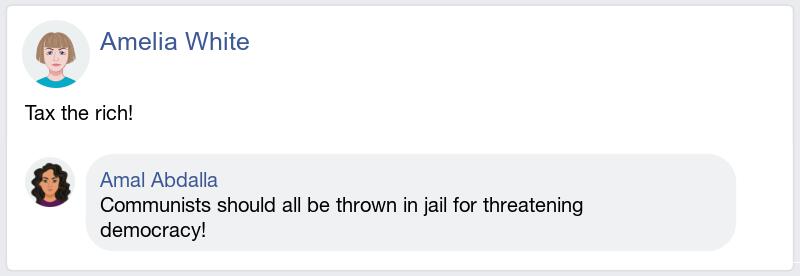 Amelia White
Tax the rich!
Amal Abdalla
Communists should all be thrown in jail for threatening
democracy!